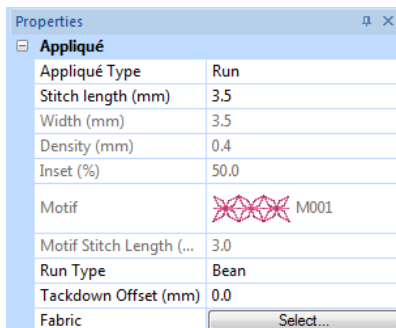 Properties
Appliqué
Appliqué Type Run
Stitch length (mm) 3.5
Width (mm) 3.5
Density (mm) 0.4
Inset (%) 50.0
Motif M001
Motif Stitch Length (... 3.0
Run Type Bean
Tackdown Offset (mm) 0.0
Fabric Select...